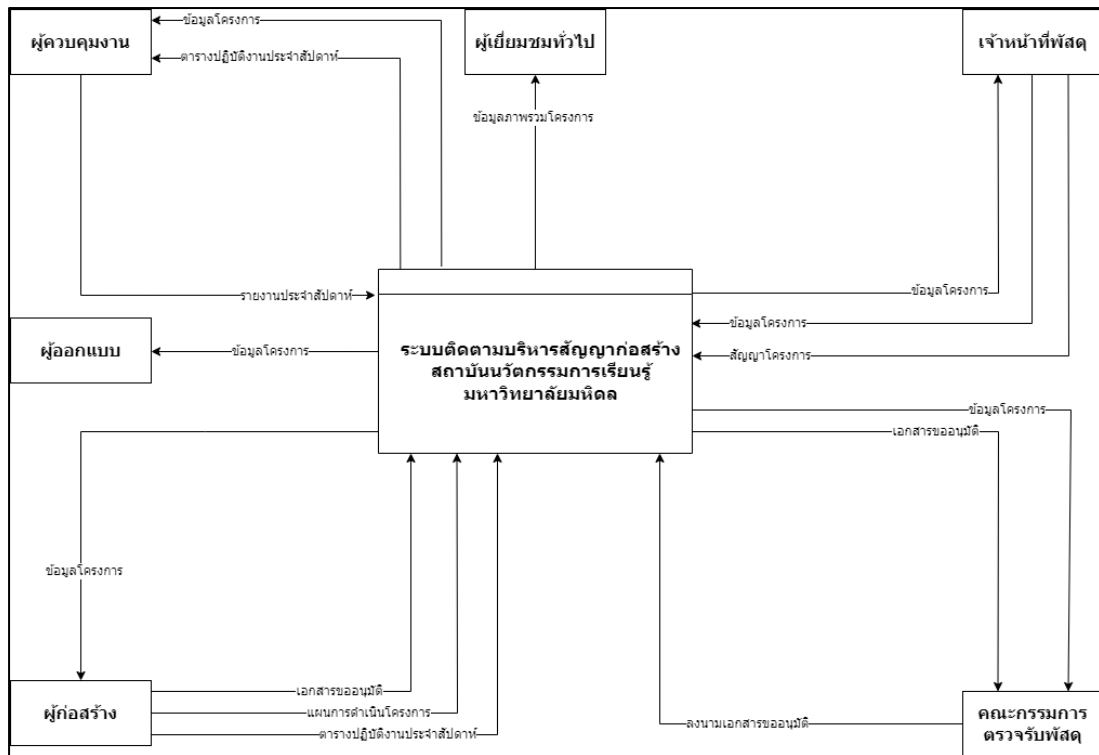 ข้อมูลโครงการ
ผู้ควบคุมงาน
ผู้เยี่ยมชมทั่วไป
เจ้าหน้าที่พัสดุ
ตารางปฏิบัติงานประจำสัปดาห์
ข้อมูลภาพรวมโครงการ
รายงานประจำสัปดาห์
ข้อมูลโครงการ
ข้อมูลโครงการ
ผู้ออกแบบ
ข้อมูลโครงการ
ระบบติดตามบริหารสัญญาก่อสร้าง
สถาบันนวัตกรรมการเรียนรู้
มหาวิทยาลัยมหิดล
สัญญาโครงการ
ข้อมูลโครงการ
เอกสารขออนุมัติ
ข้อมูลโครงการ
ผู้ก่อสร้าง
เอกสารขออนุมัติ
แผนการดำเนินโครงการ
ตารางปฏิบัติงานประจำสัปดาห์
ลงนามเอกสารขออนุมัติ
คณะกรรมการ
ตรวจรับพัสดุ